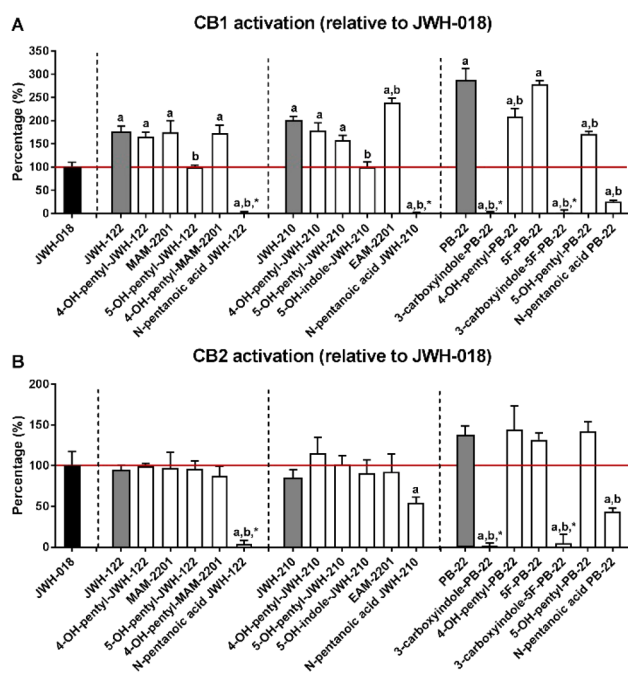 A
CB1 activation (relative to JWH-018)
Percentage (%)
350
300
250
200
150
100
50
0
a
a
a
b
a
a,b,*
a
a
a
b
a,b
a,b,*
a
a,b,*
a,b
a
a,b,*
a,b
a,b
JWH-018
JWH-122
4-OH-pentyl-JWH-122
MAM-2201
5-OH-pentyl-JWH-122
4-OH-pentyl-MAM-2201
N-pentanoic acid JWH-122
JWH-210
4-OH-pentyl-JWH-210
5-OH-pentyl-JWH-210
5-OH-indole-JWH-210
EAM-2201
N-pentanoic acid JWH-210
PB-22
3-carboxyindole-PB-22
4-OH-pentyl-PB-22
5F-PB-22
3-carboxyindole-5F-PB-22
5-OH-pentyl-PB-22
N-pentanoic acid PB-22
B
CB2 activation (relative to JWH-018)
Percentage (%)
200
150
100
50
0
a,b,*
a
a,b,*
a,b,*
a,b
JWH-018
JWH-122
4-OH-pentyl-JWH-122
MAM-2201
5-OH-pentyl-JWH-122
4-OH-pentyl-MAM-2201
N-pentanoic acid JWH-122
JWH-210
4-OH-pentyl-JWH-210
5-OH-pentyl-JWH-210
5-OH-indole-JWH-210
EAM-2201
N-pentanoic acid JWH-210
PB-22
3-carboxyindole-PB-22
4-OH-pentyl-PB-22
5F-PB-22
3-carboxyindole-5F-PB-22
5-OH-pentyl-PB-22
N-pentanoic acid PB-22